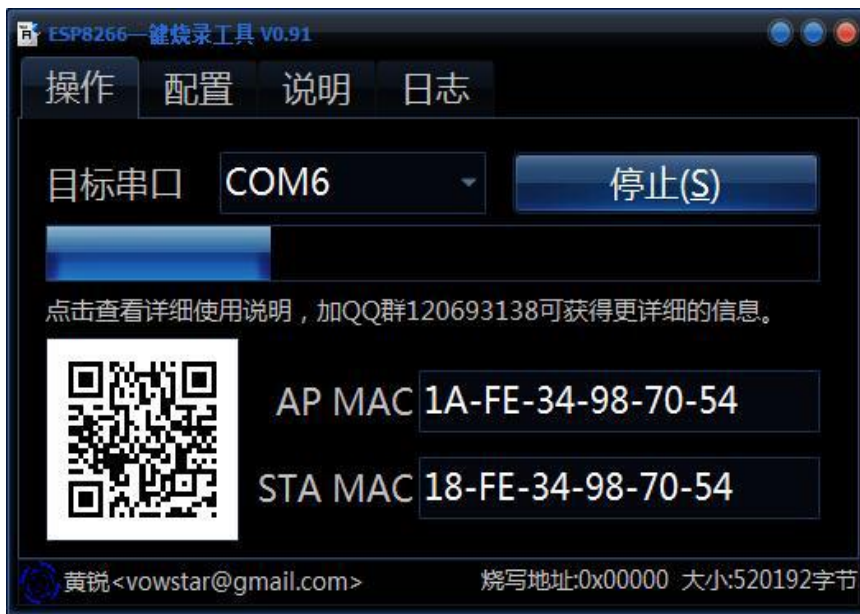 ESP8266一键烧录工具 V0.91
操作 配置 说明 日志
目标串口 COM6 停止(S)
点击查看详细使用说明，加QQ群120693138可获得更详细的信息。
AP MAC 1A-FE-34-98-70-54
STA MAC 18-FE-34-98-70-54
黄锐<vowstar@gmail.com> 烧写地址:0x00000 大小:520192字节